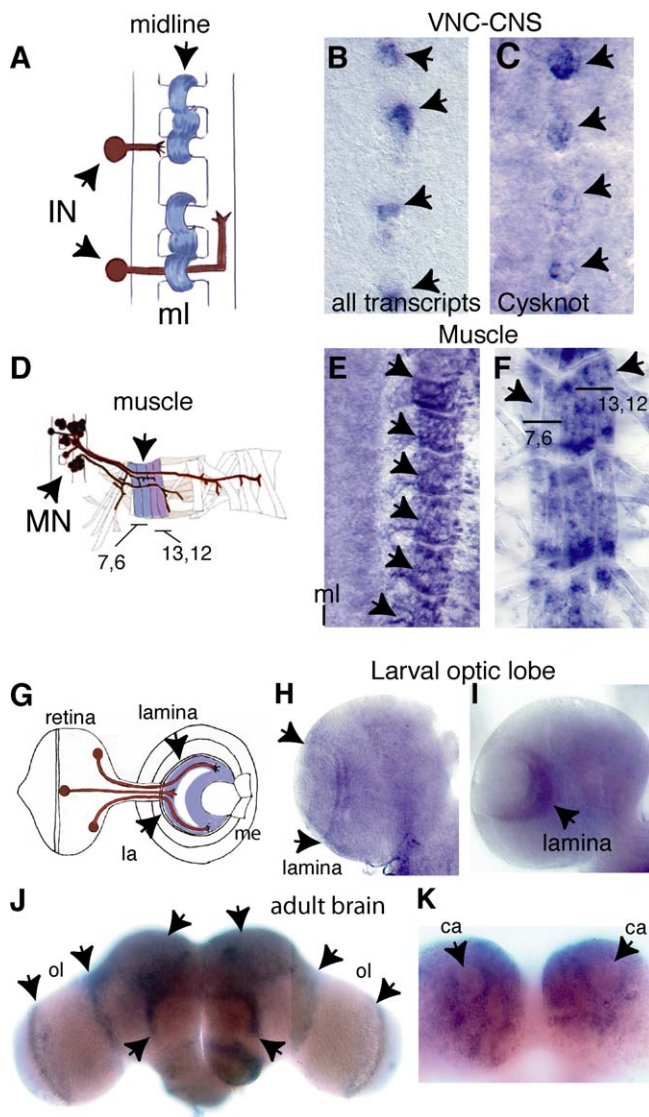 VNC-CNS
midline
A
B
C
IN
ml
all transcripts
Cysknot
Muscle
D
E
F
muscle
MN
7,6
13,12
7,6
13,12
ml
Larval optic lobe
G
H
I
retina
lamina
la
me
lamina
lamina
J
adult brain
K
ol
ol
ca
ca